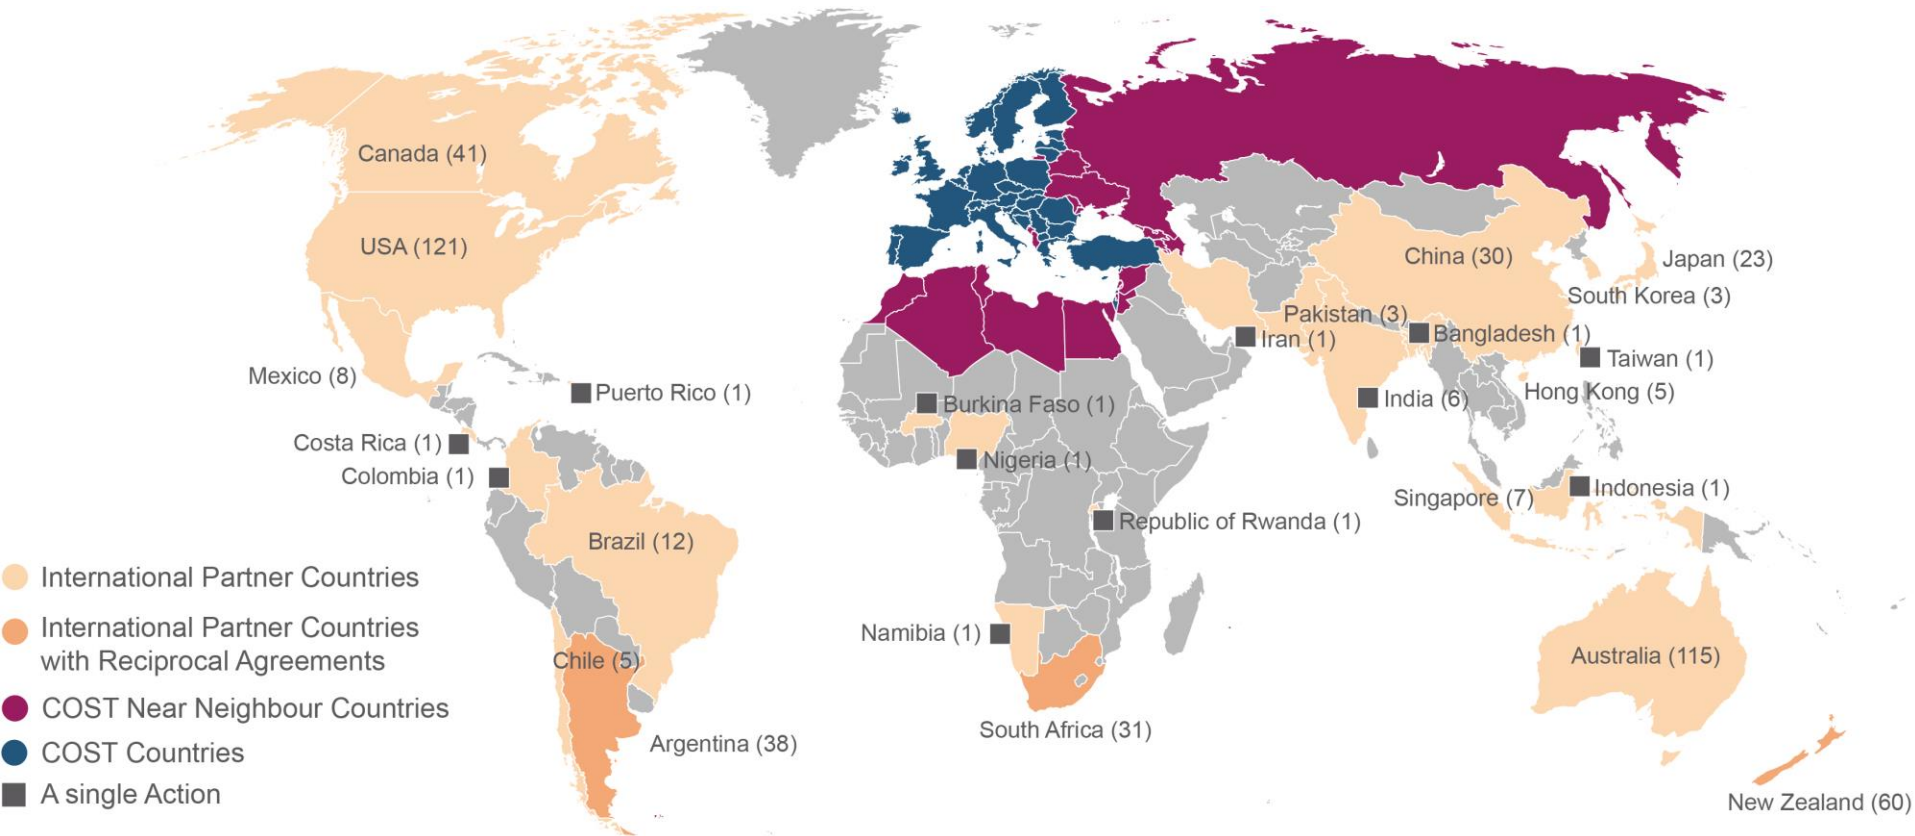 Canada (41)
USA (121)
Mexico (8)
Puerto Rico (1)
Costa Rica (1)
Colombia (1)
Brazil (12)
Chile (5)
Argentina (38)
Burkina Faso (1)
Nigeria (1)
Republic of Rwanda (1)
Namibia (1)
South Africa (31)
China (30)
Japan (23)
South Korea (3)
Pakistan (3)
Iran (1)
Bangladesh (1)
Taiwan (1)
India (6)
Hong Kong (5)
Singapore (7)
Indonesia (1)
Australia (115)
New Zealand (60)
International Partner Countries
International Partner Countries
with Reciprocal Agreements
COST Near Neighbour Countries
COST Countries
A single Action